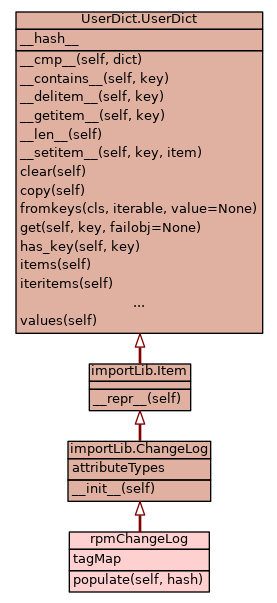 UserDict.UserDict
__hash__
__cmp__(self, dict)
__contains__(self, key)
__delitem__(self, key)
__getitem__(self, key)
__len__(self)
__setitem__(self, key, item)
clear(self)
copy(self)
fromkeys(cls, iterable, value=None)
get(self, key, failobj=None)
has_key(self, key)
items(self)
iteritems(self)
...
values(self)
importLib.Item
__repr__(self)
importLib.ChangeLog
attributeTypes
__init__(self)
rpmChangeLog
tagMap
populate(self, hash)